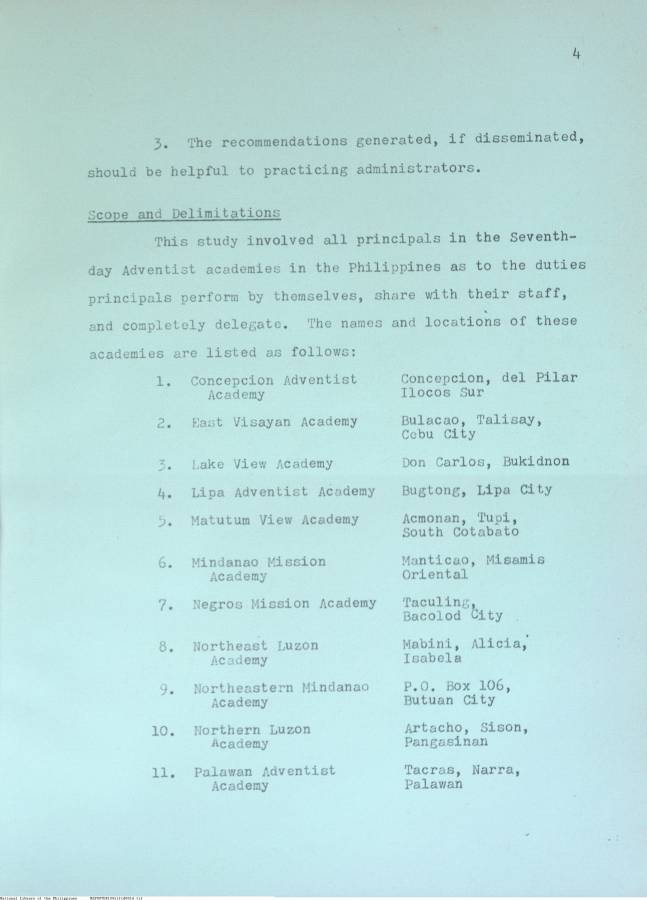 4
3. The recommendations generated, if disseminated,
should be helpful to practicing administrators.
Scope and Delimitations
This study involved all principals in the Seventh-
day Adventist academies in the Philippines as to the duties
principals perform by themselves, share with their staff,
and completely delegate. The names and locations of these
academies are listed as follows:
1. Concepcion Adventist Concepcion, del Pilar
Academy Ilocos Sur
2. East Visayan Academy Bulacao, Talisay,
Cebu City
3. Lake View Academy Don Carlos, Bukidnon
4. Lipa Adventist Academy Bugtong, Lipa City
5. Matutum View Academy Acmonan, Tupi,
South Cotabato
6. Mindanao Mission Manticao, Misamis
Academy Oriental
7. Negros Mission Academy Taculing,
Bacolod City
8. Northeast Luzon Mabini, Alicia,
Academy Isabela
9. Northeastern Mindanao P.O. Box 106,
Academy Butuan City
10. Northern Luzon Artacho, Sison,
Academy Pangasinan
11. Palawan Adventist Tacras, Narra,
Academy Palawan
National Library of the Philippines